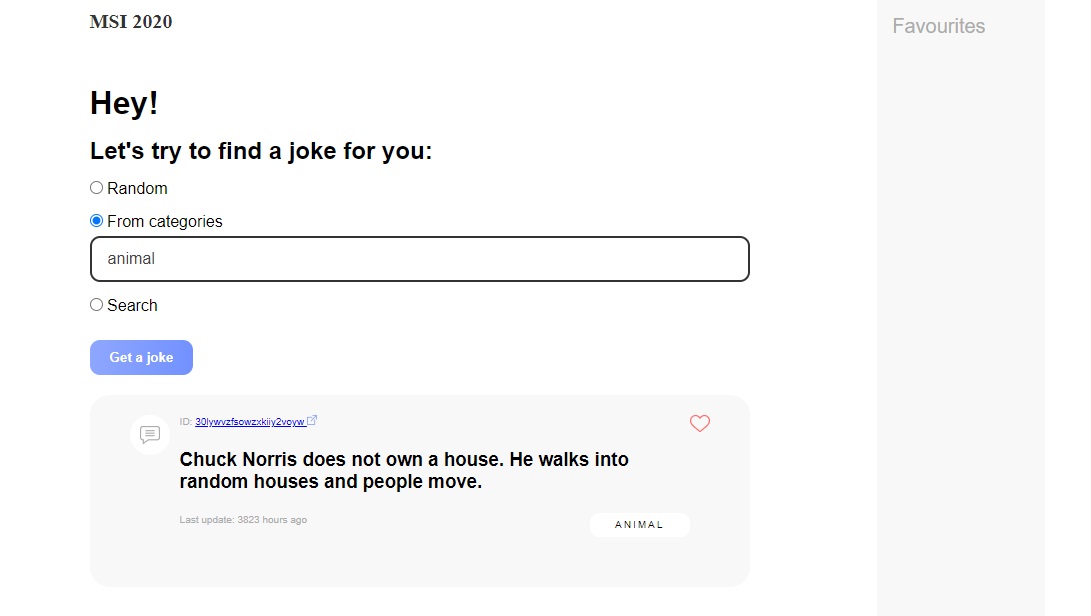 MSI 2020
Favourites
Hey!
Let's try to find a joke for you:
Random
From categories
animal
Search
Get a joke
ID: 30lywvzfsowzxkiiy2voyw
Chuck Norris does not own a house. He walks into
random houses and people move.
Last update: 3823 hours ago
ANIMAL